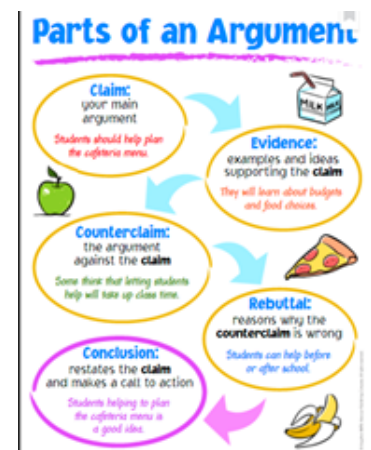 Parts of an Argument
Claim:
your main
argument
Students should help plan
the cafeteria menu.
MILK
Evidence:
examples and ideas
supporting the claim
They will learn about budgets
and food choices.
Counterclaim:
the argument
against the claim
Some think that letting students
help will take up class time.
Rebuttal:
reasons why the
counterclaim is wrong
Students can help before
or after school.
Conclusion:
restates the claim
and makes a call to action
Students helping to plan
the cafeteria menu is
a good idea.